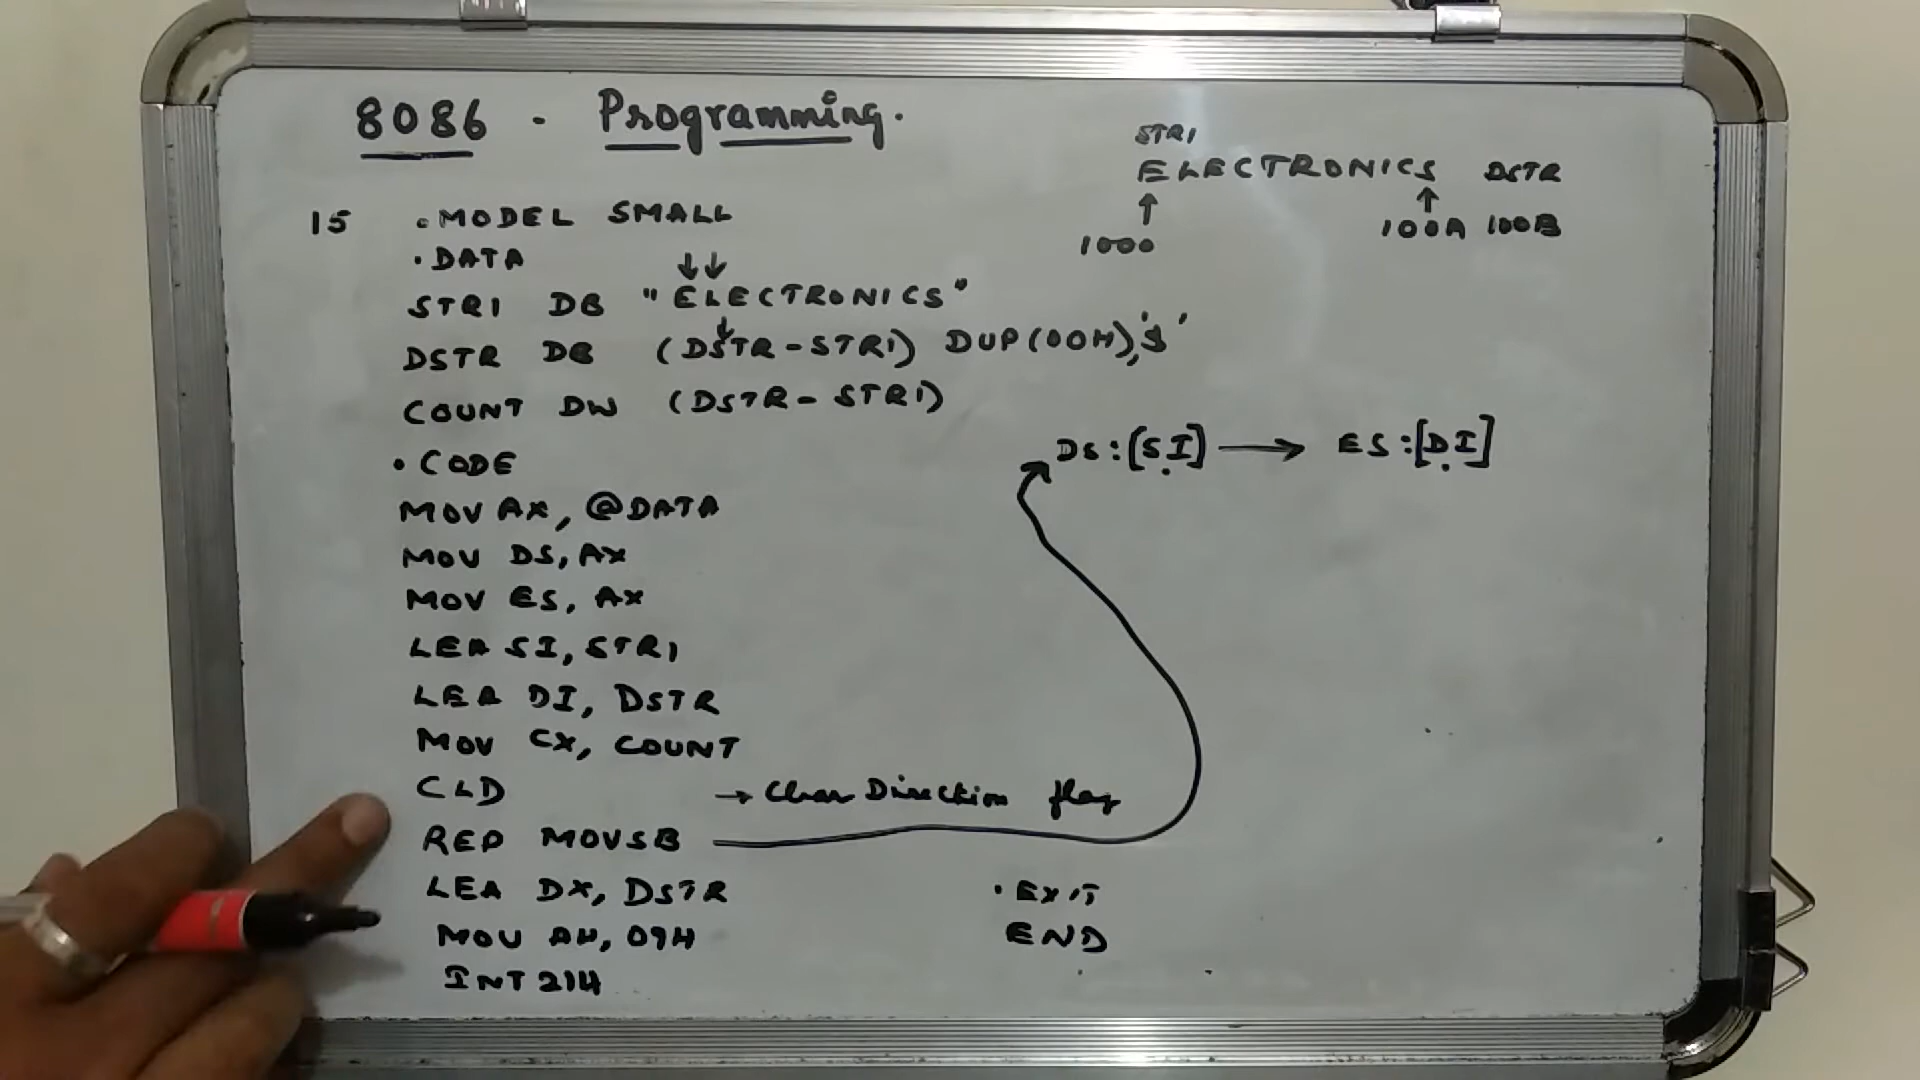 8086 - Programming.
15 .MODEL SMALL
.DATA
STR1 DB "ELECTRONICS"
DSTR DB (DSTR-STR1) DUP(00H),'$'
COUNT DW (DSTR-STR1)
.CODE
MOV AX, @DATA
MOV DS, AX
MOV ES, AX
LEA SI, STR1
LEA DI, DSTR
MOV CX, COUNT
CLD → Clear Direction flag
REP MOVSB
LEA DX, DSTR
MOV AH, 09H
INT 21H
STR1
ELECTRONICS DSTR
↑ ↑
1000 100A 100B
DS:[SI] → ES:[DI]
.EXIT
END